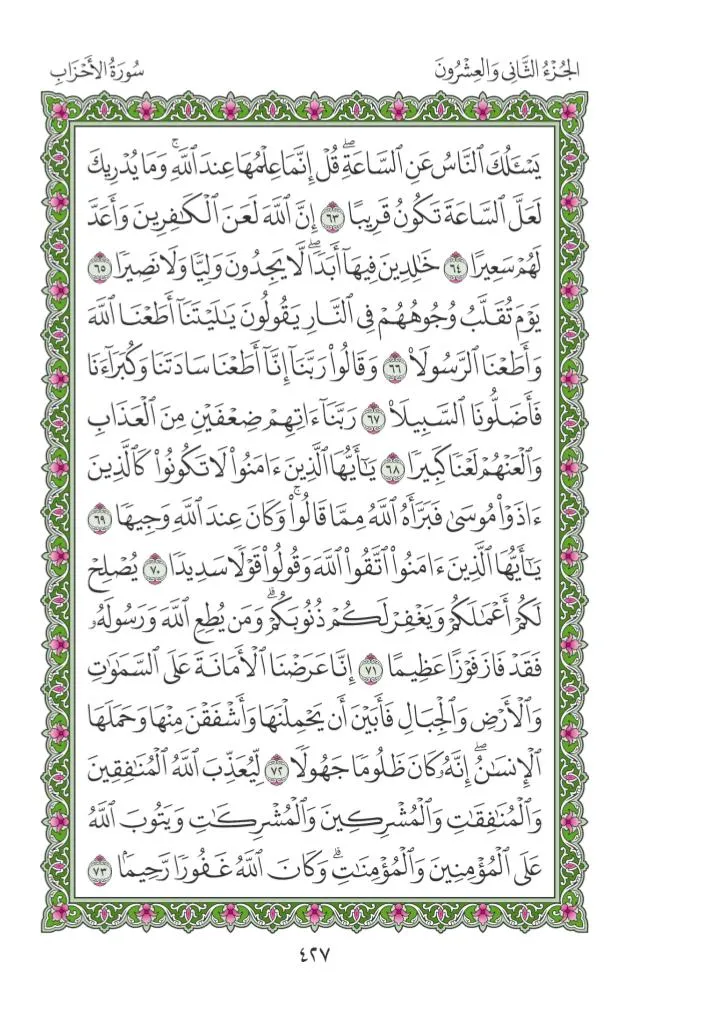 الجُزْءُ الثَّانِي وَالعِشْرُونَ
سُورَةُ الأَحْزَابِ
يَسْـَٔلُكَ ٱلنَّاسُ عَنِ ٱلسَّاعَةِۖ قُلْ إِنَّمَا عِلْمُهَا عِندَ ٱللَّهِۚ وَمَا يُدْرِيكَ
لَعَلَّ ٱلسَّاعَةَ تَكُونُ قَرِيبًا ٦٣ إِنَّ ٱللَّهَ لَعَنَ ٱلْكَـٰفِرِينَ وَأَعَدَّ
لَهُمْ سَعِيرًا ٦٤ خَـٰلِدِينَ فِيهَآ أَبَدًاۖ لَّا يَجِدُونَ وَلِيًّا وَلَا نَصِيرًا ٦٥
يَوْمَ تُقَلَّبُ وُجُوهُهُمْ فِى ٱلنَّارِ يَقُولُونَ يَـٰلَيْتَنَآ أَطَعْنَا ٱللَّهَ
وَأَطَعْنَا ٱلرَّسُولَا۠ ٦٦ وَقَالُوا۟ رَبَّنَآ إِنَّآ أَطَعْنَا سَادَتَنَا وَكُبَرَآءَنَا
فَأَضَلُّونَا ٱلسَّبِيلَا۠ ٦٧ رَبَّنَآ ءَاتِهِمْ ضِعْفَيْنِ مِنَ ٱلْعَذَابِ
وَٱلْعَنْهُمْ لَعْنًا كَبِيرًا ٦٨ يَـٰٓأَيُّهَا ٱلَّذِينَ ءَامَنُوا۟ لَا تَكُونُوا۟ كَٱلَّذِينَ
ءَاذَوْا۟ مُوسَىٰ فَبَرَّأَهُ ٱللَّهُ مِمَّا قَالُوا۟ۚ وَكَانَ عِندَ ٱللَّهِ وَجِيهًا ٦٩
يَـٰٓأَيُّهَا ٱلَّذِينَ ءَامَنُوا۟ ٱتَّقُوا۟ ٱللَّهَ وَقُولُوا۟ قَوْلًا سَدِيدًا ٧٠ يُصْلِحْ
لَكُمْ أَعْمَـٰلَكُمْ وَيَغْفِرْ لَكُمْ ذُنُوبَكُمْۗ وَمَن يُطِعِ ٱللَّهَ وَرَسُولَهُۥ
فَقَدْ فَازَ فَوْزًا عَظِيمًا ٧١ إِنَّا عَرَضْنَا ٱلْأَمَانَةَ عَلَى ٱلسَّمَـٰوَٰتِ
وَٱلْأَرْضِ وَٱلْجِبَالِ فَأَبَيْنَ أَن يَحْمِلْنَهَا وَأَشْفَقْنَ مِنْهَا وَحَمَلَهَا
ٱلْإِنسَـٰنُۖ إِنَّهُۥ كَانَ ظَلُومًا جَهُولًا ٧٢ لِّيُعَذِّبَ ٱللَّهُ ٱلْمُنَـٰفِقِينَ
وَٱلْمُنَـٰفِقَـٰتِ وَٱلْمُشْرِكِينَ وَٱلْمُشْرِكَـٰتِ وَيَتُوبَ ٱللَّهُ
عَلَى ٱلْمُؤْمِنِينَ وَٱلْمُؤْمِنَـٰتِۗ وَكَانَ ٱللَّهُ غَفُورًا رَّحِيمًۢا ٧٣
٤٢٧